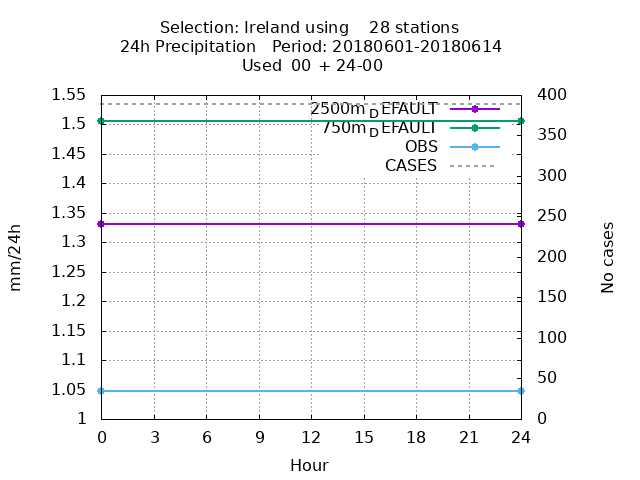 Selection: Ireland using 28 stations
24h Precipitation Period: 20180601-20180614
Used 00 + 24-00
2500m_DEFAULT
750m_DEFAULT
OBS
CASES
1.55
1.5
1.45
1.4
1.35
1.3
1.25
1.2
1.15
1.1
1.05
1
mm/24h
400
350
300
250
200
150
100
50
0
No cases
0 3 6 9 12 15 18 21 24
Hour